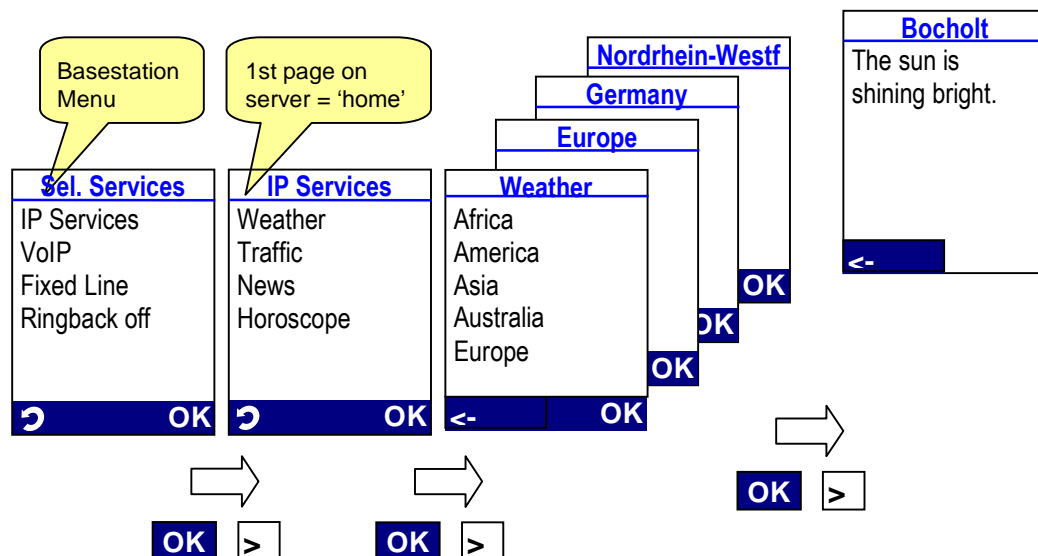 Basestation
Menu
1st page on
server = ‘home’
Sel. Services
IP Services
VoIP
Fixed Line
Ringback off
OK
IP Services
Weather
Traffic
News
Horoscope
OK
Weather
Africa
America
Asia
Australia
Europe
<-
OK
Europe
OK
Germany
OK
Nordrhein-Westf
OK
Bocholt
The sun is
shining bright.
<-
OK >
OK >
OK >